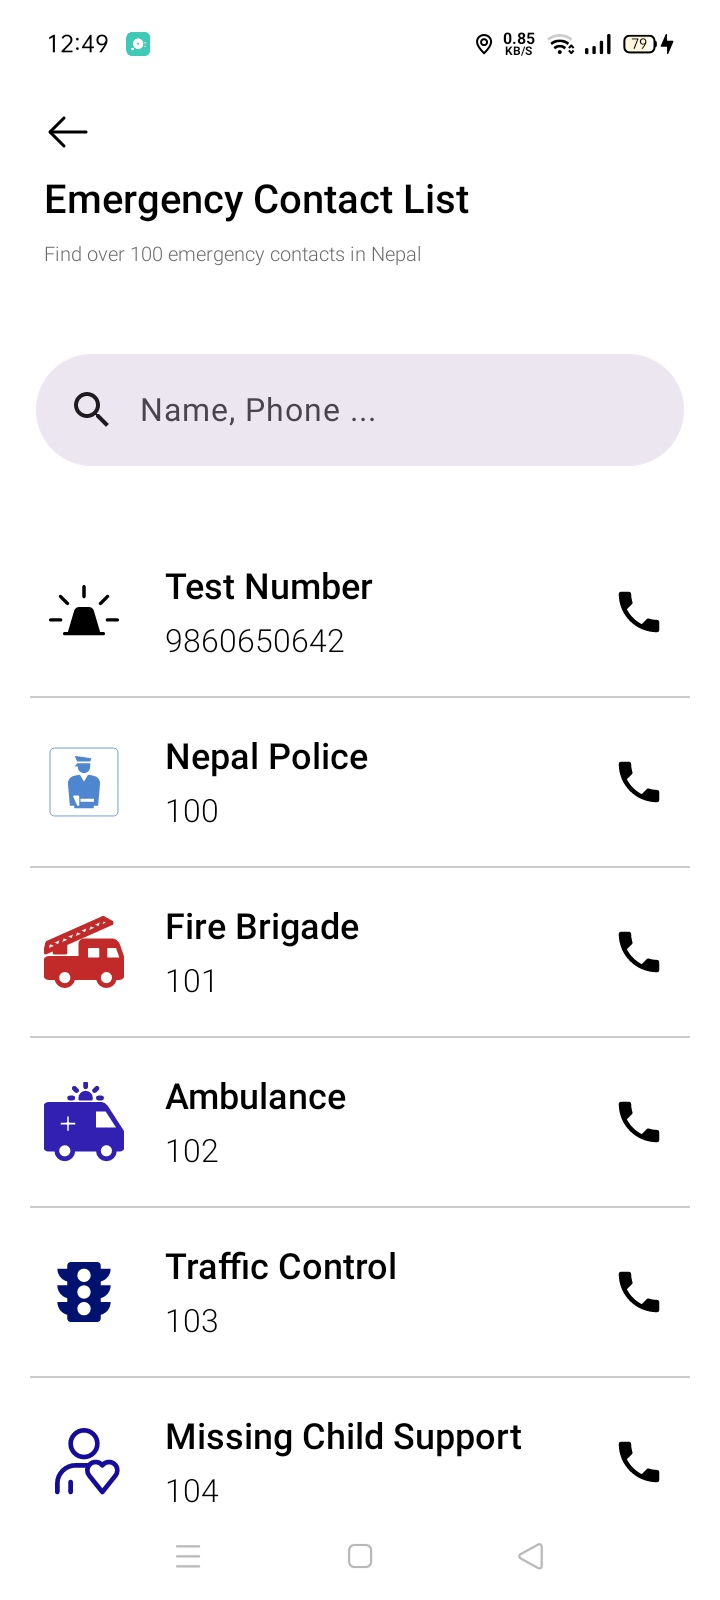 12:49
0.85
KB/S
79
Emergency Contact List
Find over 100 emergency contacts in Nepal
Name, Phone ...
Test Number
9860650642
Nepal Police
100
Fire Brigade
101
Ambulance
102
Traffic Control
103
Missing Child Support
104